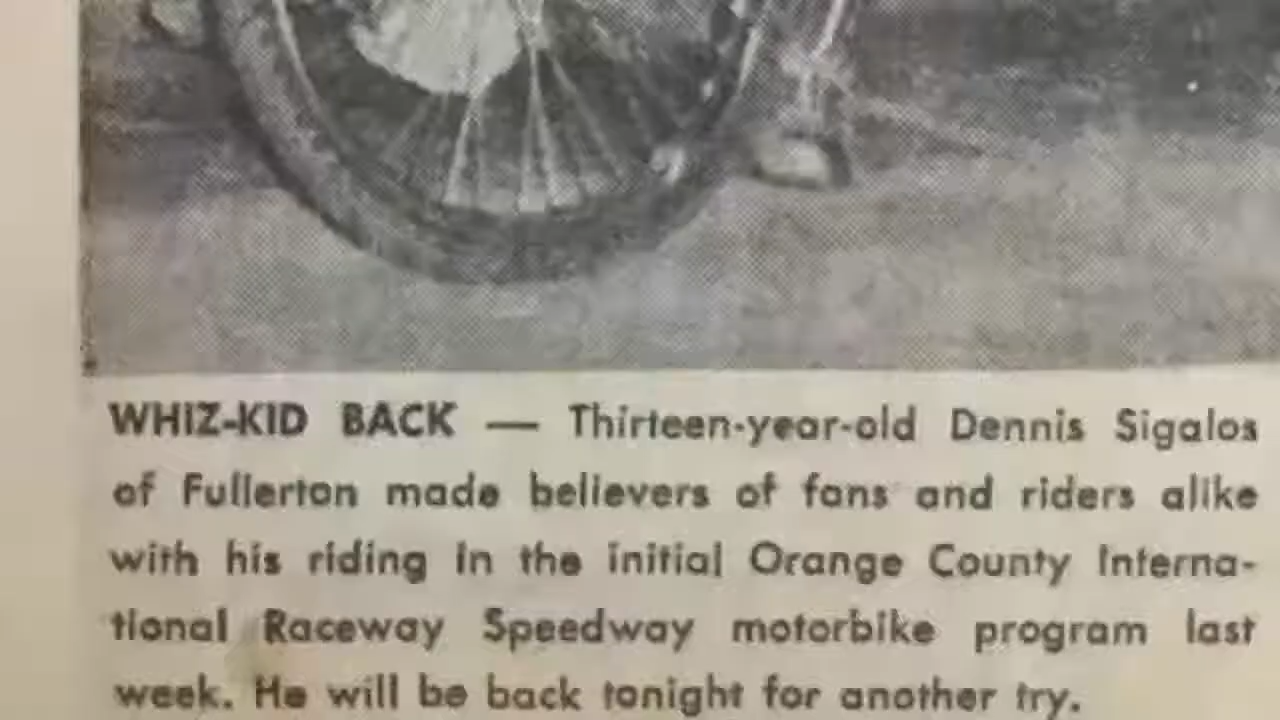 WHIZ-KID BACK — Thirteen-year-old Dennis Sigalos
of Fullerton made believers of fans and riders alike
with his riding in the initial Orange County Interna-
tional Raceway Speedway motorbike program last
week. He will be back tonight for another try.